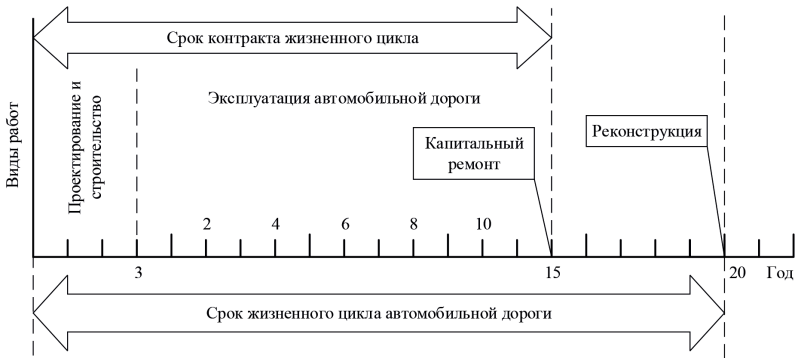 Срок контракта жизненного цикла
Виды работ
Проектирование и
строительство
Эксплуатация автомобильной дороги
Капитальный
ремонт
Реконструкция
2 4 6 8 10
3 15 20 Год
Срок жизненного цикла автомобильной дороги